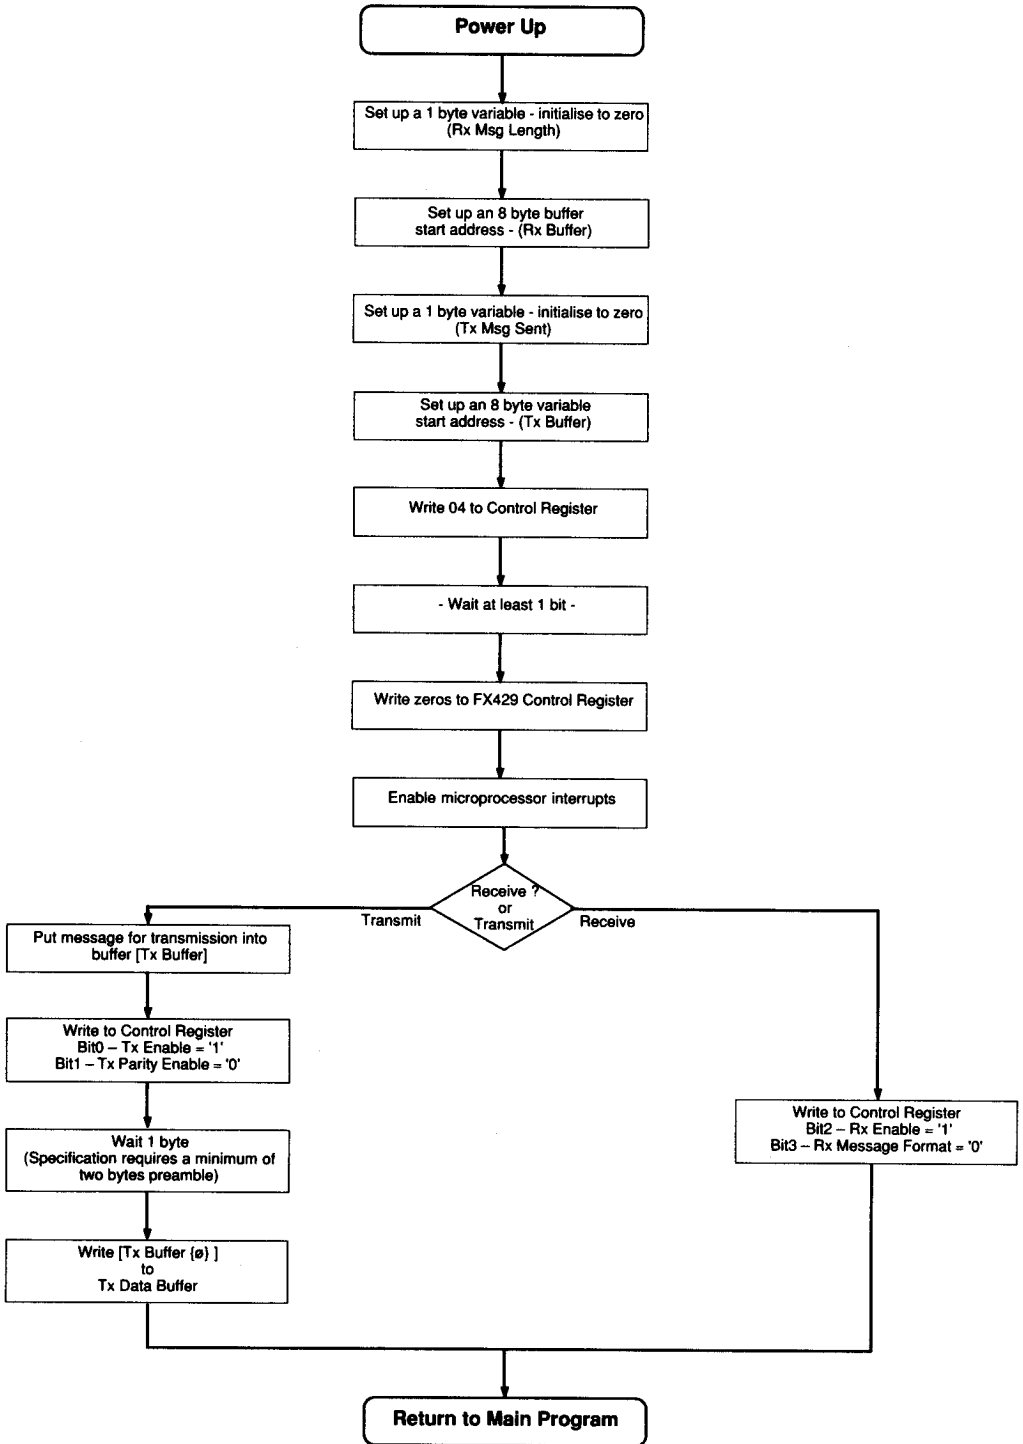 Power Up
Set up a 1 byte variable - initialise to zero
(Rx Msg Length)
Set up an 8 byte buffer
start address - (Rx Buffer)
Set up a 1 byte variable - initialise to zero
(Tx Msg Sent)
Set up an 8 byte variable
start address - (Tx Buffer)
Write 04 to Control Register
- Wait at least 1 bit -
Write zeros to FX429 Control Register
Enable microprocessor interrupts
Receive ?
or
Transmit
Transmit
Receive
Put message for transmission into
buffer [Tx Buffer]
Write to Control Register
Bit0 – Tx Enable = '1'
Bit1 – Tx Parity Enable = '0'
Wait 1 byte
(Specification requires a minimum of
two bytes preamble)
Write [Tx Buffer {ø} ]
to
Tx Data Buffer
Write to Control Register
Bit2 – Rx Enable = '1'
Bit3 – Rx Message Format = '0'
Return to Main Program